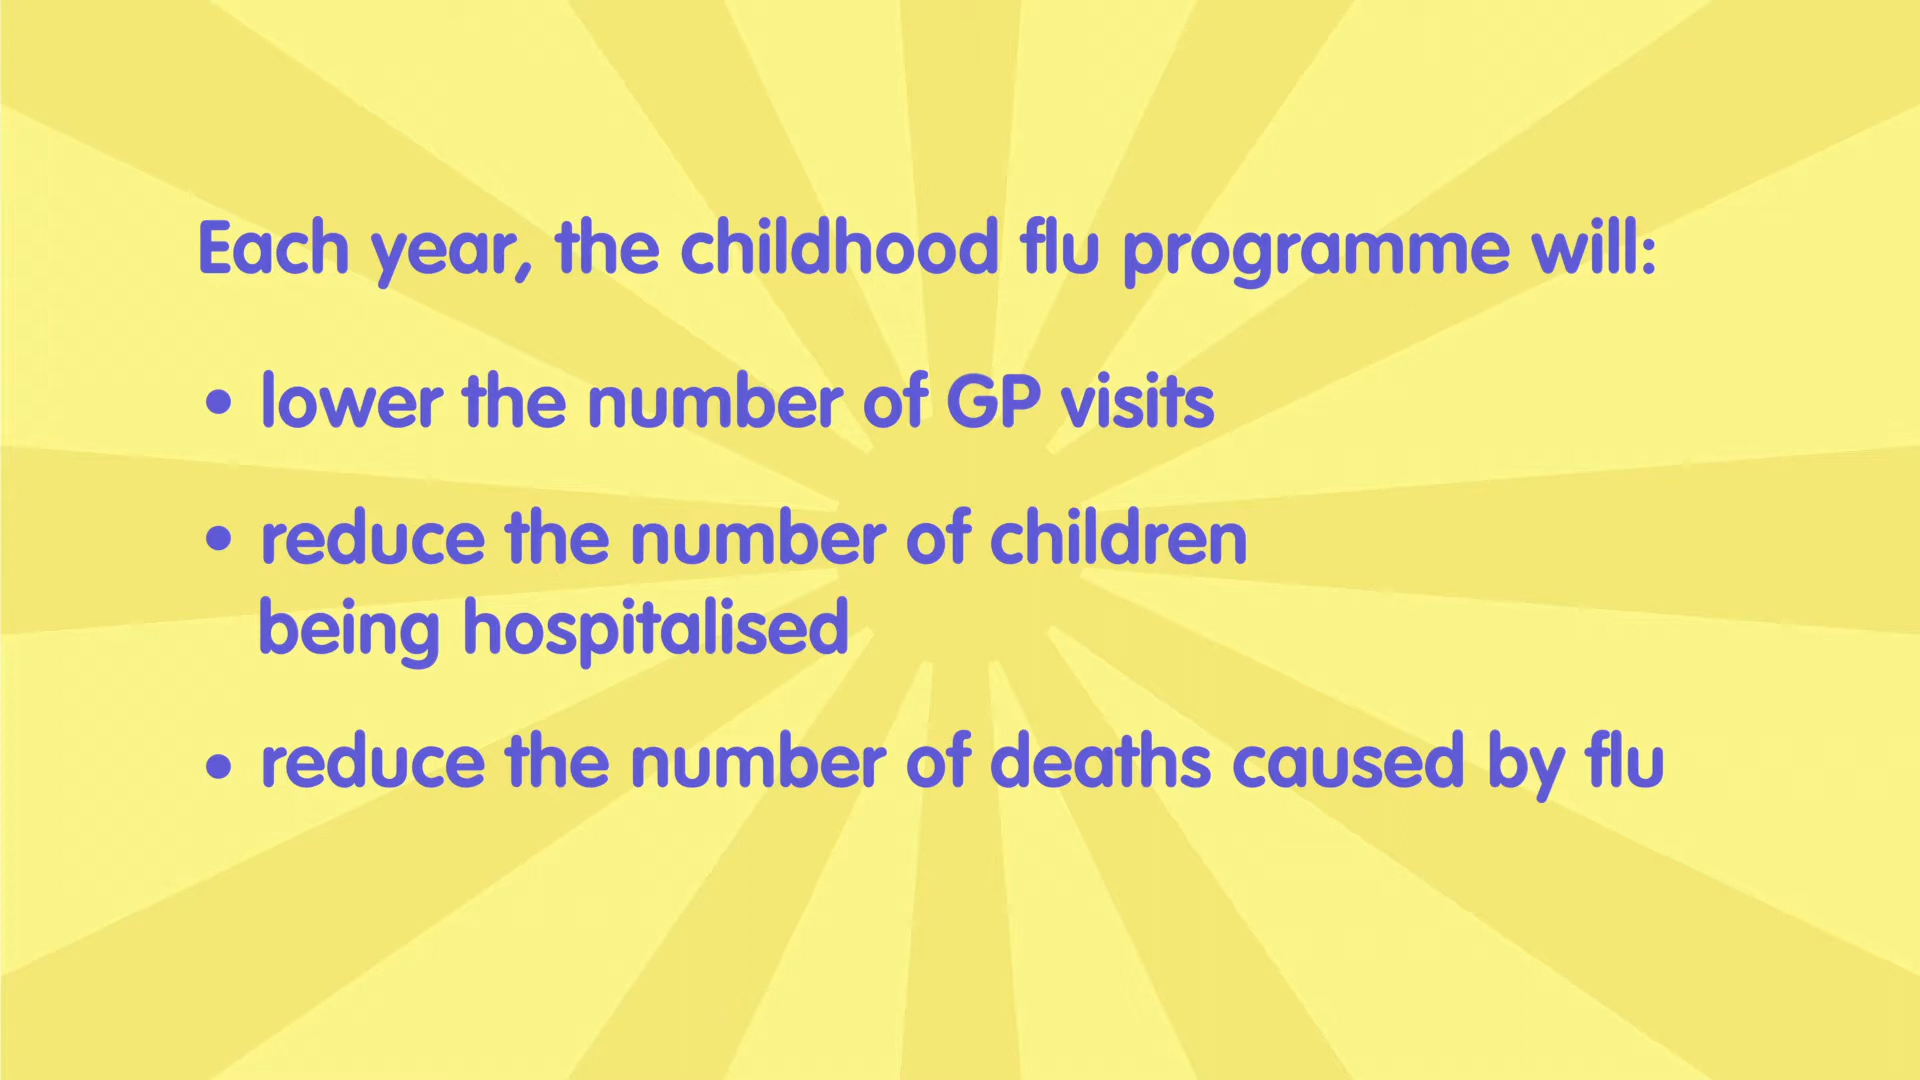 Each year, the childhood flu programme will:
• lower the number of GP visits
• reduce the number of children
being hospitalised
• reduce the number of deaths caused by flu